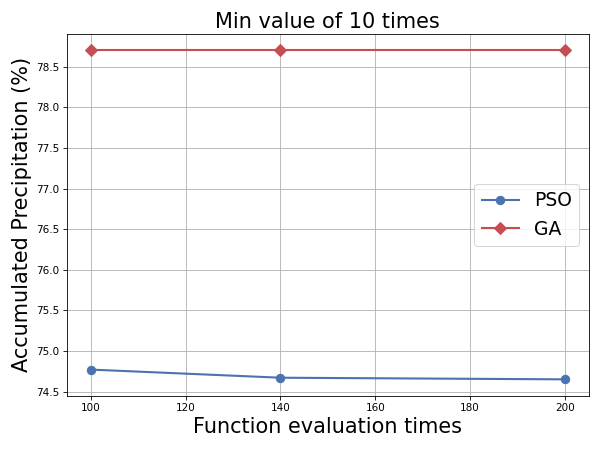 Min value of 10 times
Accumulated Precipitation (%)
78.5
78.0
77.5
77.0
76.5
76.0
75.5
75.0
74.5
PSO
GA
100 120 140 160 180 200
Function evaluation times